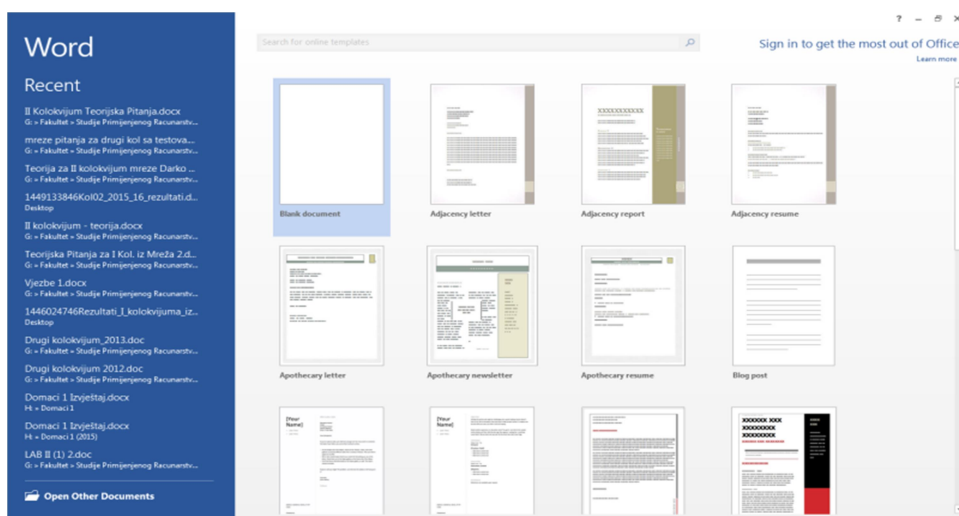 Word
Recent
II Kolokvijum Teorijska Pitanja.docx
G: » Fakultet » Studije Primijenjenog Racunarstv...
mreze pitanja za drugi kol sa testova...
G: » Fakultet » Studije Primijenjenog Racunarstv...
Teorija za II kolokvijum mreze Darko ...
G: » Fakultet » Studije Primijenjenog Racunarstv...
1449133846Kol02_2015_16_rezultati.d...
Desktop
II kolokvijum - teorija.docx
G: » Fakultet » Studije Primijenjenog Racunarstv...
Teorijska Pitanja za I Kol. iz Mreža 2.d...
G: » Fakultet » Studije Primijenjenog Racunarstv...
Vjezbe 1.docx
G: » Fakultet » Studije Primijenjenog Racunarstv...
1446024746Rezultati_I_kolokvijuma_iz...
Desktop
Drugi kolokvijum_2013.doc
G: » Fakultet » Studije Primijenjenog Racunarstv...
Drugi kolokvijum 2012.doc
G: » Fakultet » Studije Primijenjenog Racunarstv...
Domaci 1 Izvještaj.docx
H: » Domaci 1
Domaci 1 Izvještaj.docx
H: » Domaci 1 (2015)
LAB II (1) 2.doc
G: » Fakultet » Studije Primijenjenog Racunarstv...
Open Other Documents
Search for online templates
?
Sign in to get the most out of Office
Learn more
Blank document
Adjacency letter
Adjacency report
Adjacency resume
Apothecary letter
Apothecary newsletter
Apothecary resume
Blog post
[Your
Name]
[Your
Name]